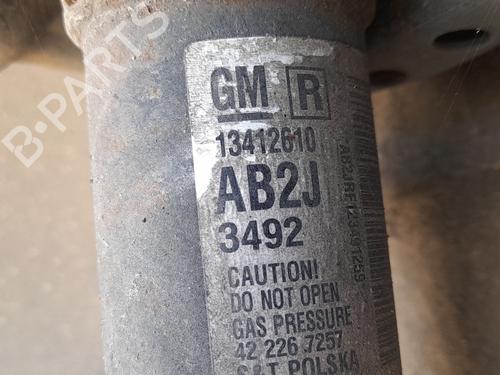 GM R
13412610
AB2J
3492
CAUTION!
DO NOT OPEN
GAS PRESSURE
42 226 7257
S&T POLSKA
B-PARTS